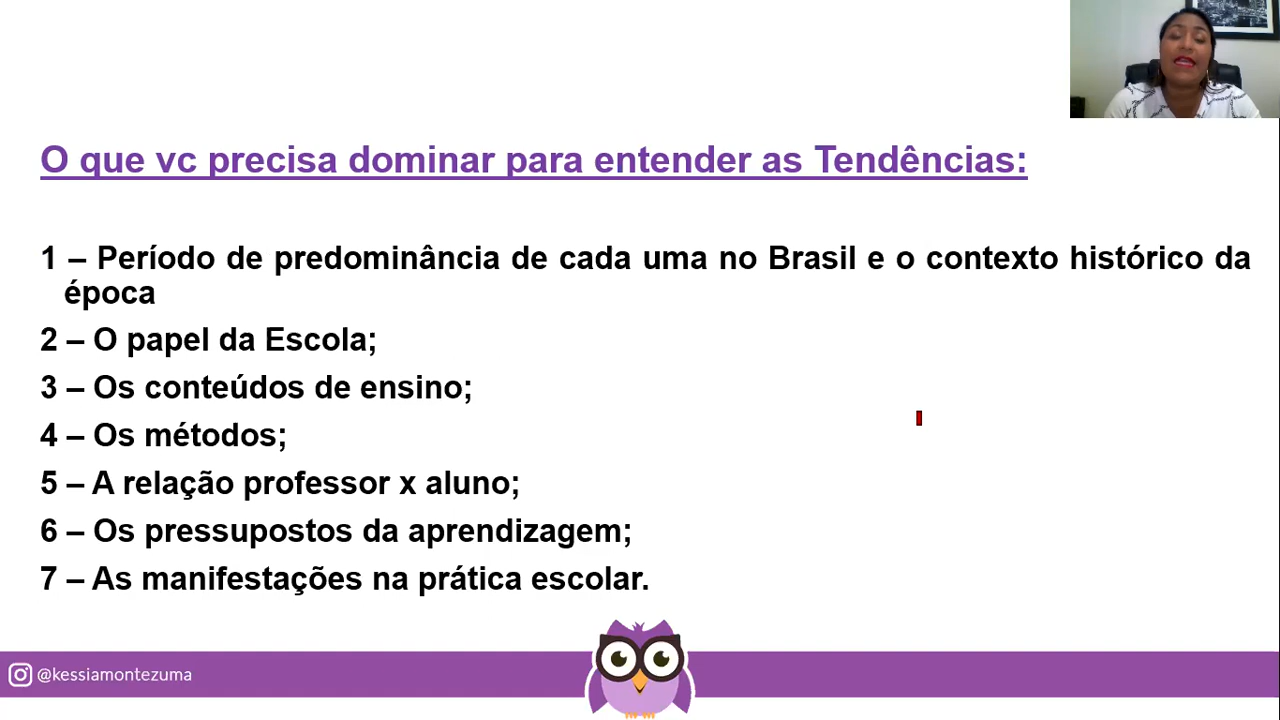 O que vc precisa dominar para entender as Tendências:
1 – Período de predominância de cada uma no Brasil e o contexto histórico da
época
2 – O papel da Escola;
3 – Os conteúdos de ensino;
4 – Os métodos;
5 – A relação professor x aluno;
6 – Os pressupostos da aprendizagem;
7 – As manifestações na prática escolar.
@kessiamontezuma